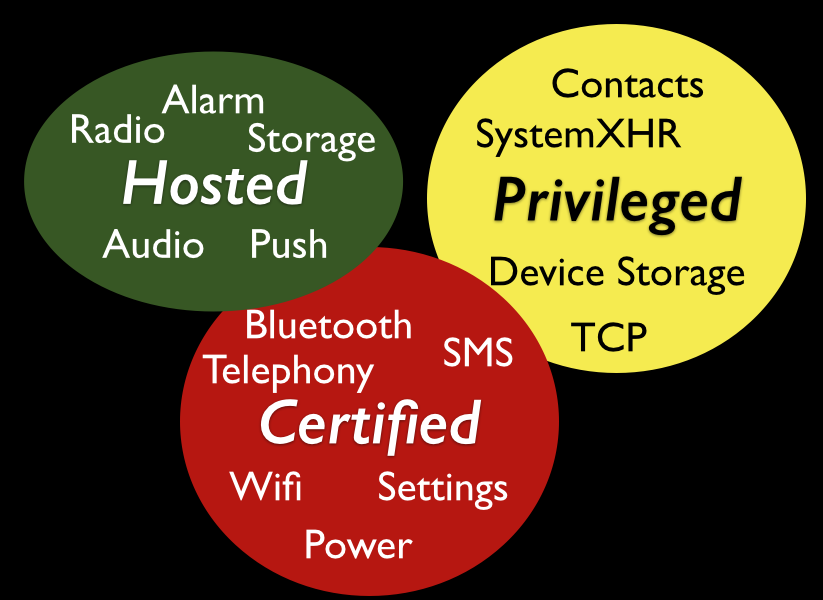 Alarm
Radio
Storage
Hosted
Audio Push
Contacts
SystemXHR
Privileged
Device Storage
TCP
Bluetooth
SMS
Telephony
Certified
Wifi Settings
Power